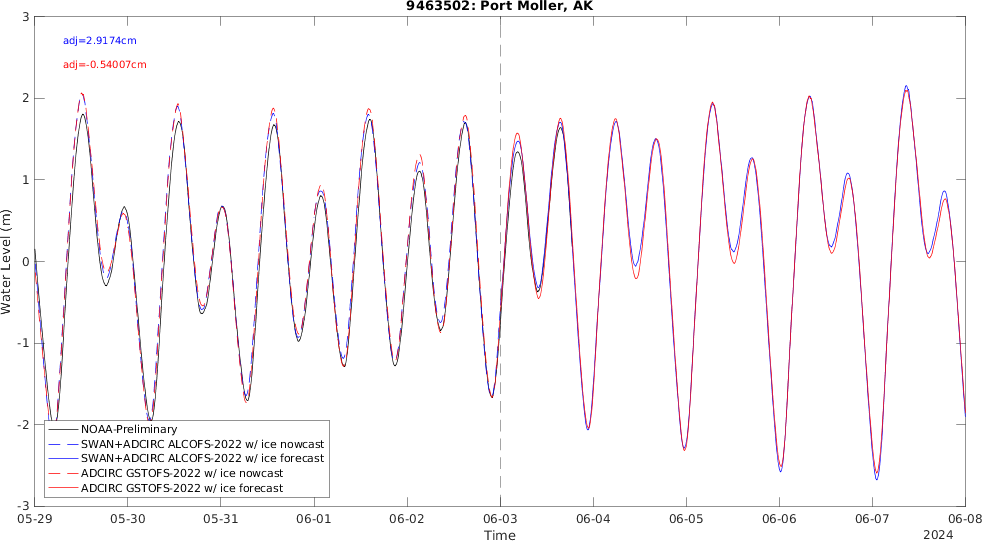 9463502: Port Moller, AK
adj=2.9174cm
adj=-0.54007cm
3
2
1
0
-1
-2
-3
Water Level (m)
NOAA-Preliminary
SWAN+ADCIRC ALCOFS-2022 w/ ice nowcast
SWAN+ADCIRC ALCOFS-2022 w/ ice forecast
ADCIRC GSTOFS-2022 w/ ice nowcast
ADCIRC GSTOFS-2022 w/ ice forecast
05-29 05-30 05-31 06-01 06-02 06-03 06-04 06-05 06-06 06-07 06-08
Time
2024